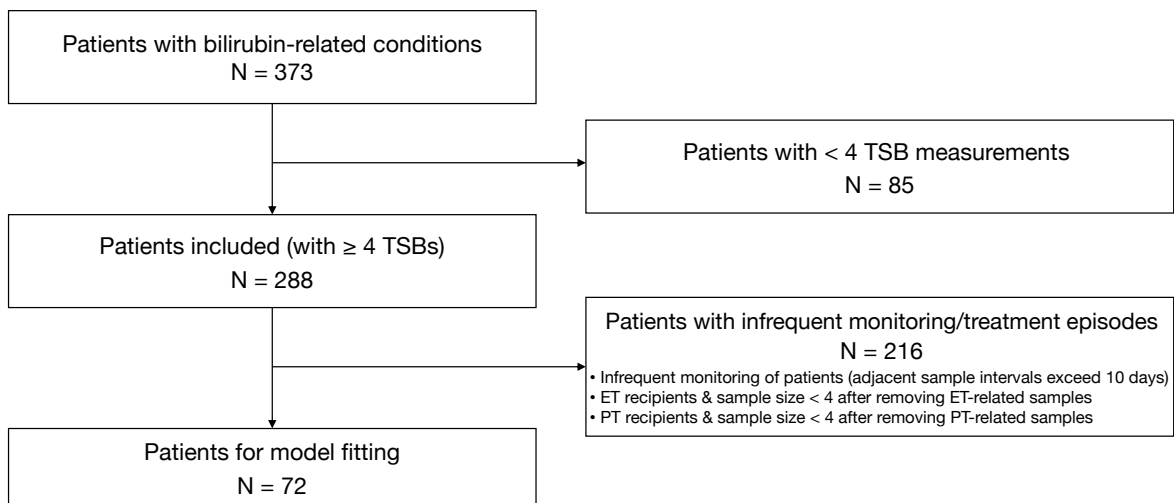 Patients with bilirubin-related conditions
N = 373
Patients with < 4 TSB measurements
N = 85
Patients included (with ≥ 4 TSBs)
N = 288
Patients with infrequent monitoring/treatment episodes
N = 216
• Infrequent monitoring of patients (adjacent sample intervals exceed 10 days)
• ET recipients & sample size < 4 after removing ET-related samples
• PT recipients & sample size < 4 after removing PT-related samples
Patients for model fitting
N = 72